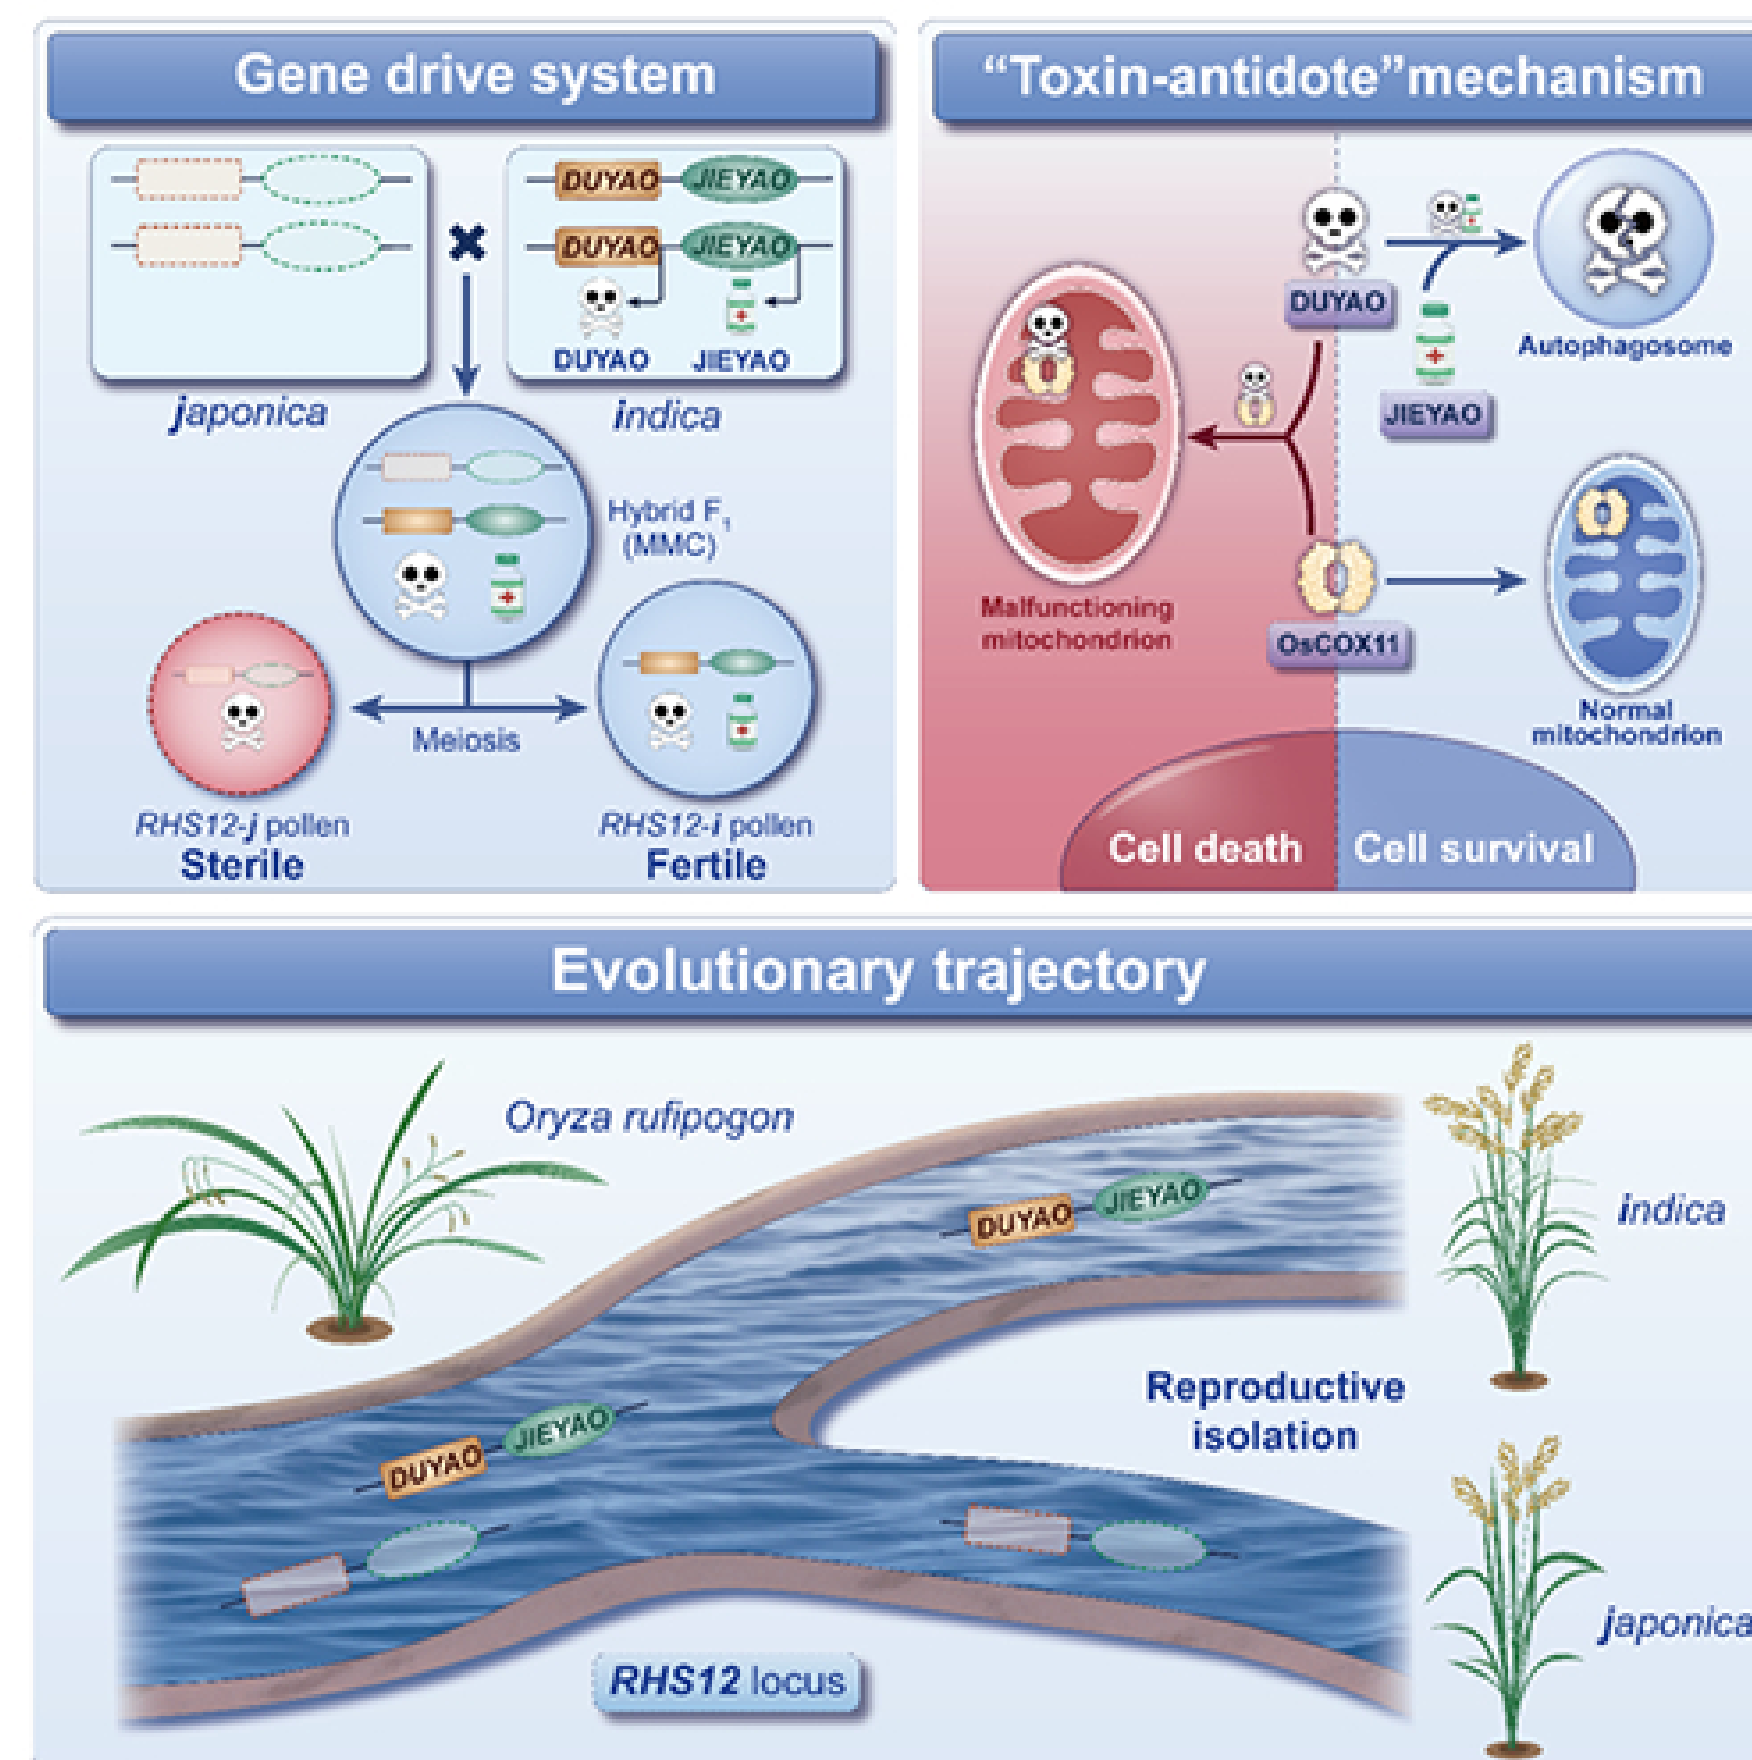 Gene drive system
DUYAO JIEYAO
DUYAO JIEYAO
DUYAO JIEYAO
japonica
indica
Hybrid F1
(MMC)
Meiosis
RHS12-j pollen
Sterile
RHS12-i pollen
Fertile
“Toxin-antidote”mechanism
DUYAO
Autophagosome
JIEYAO
Malfunctioning
mitochondrion
OsCOX11
Normal
mitochondrion
Cell death
Cell survival
Evolutionary trajectory
Oryza rufipogon
DUYAO JIEYAO
indica
Reproductive
isolation
DUYAO JIEYAO
japonica
RHS12 locus